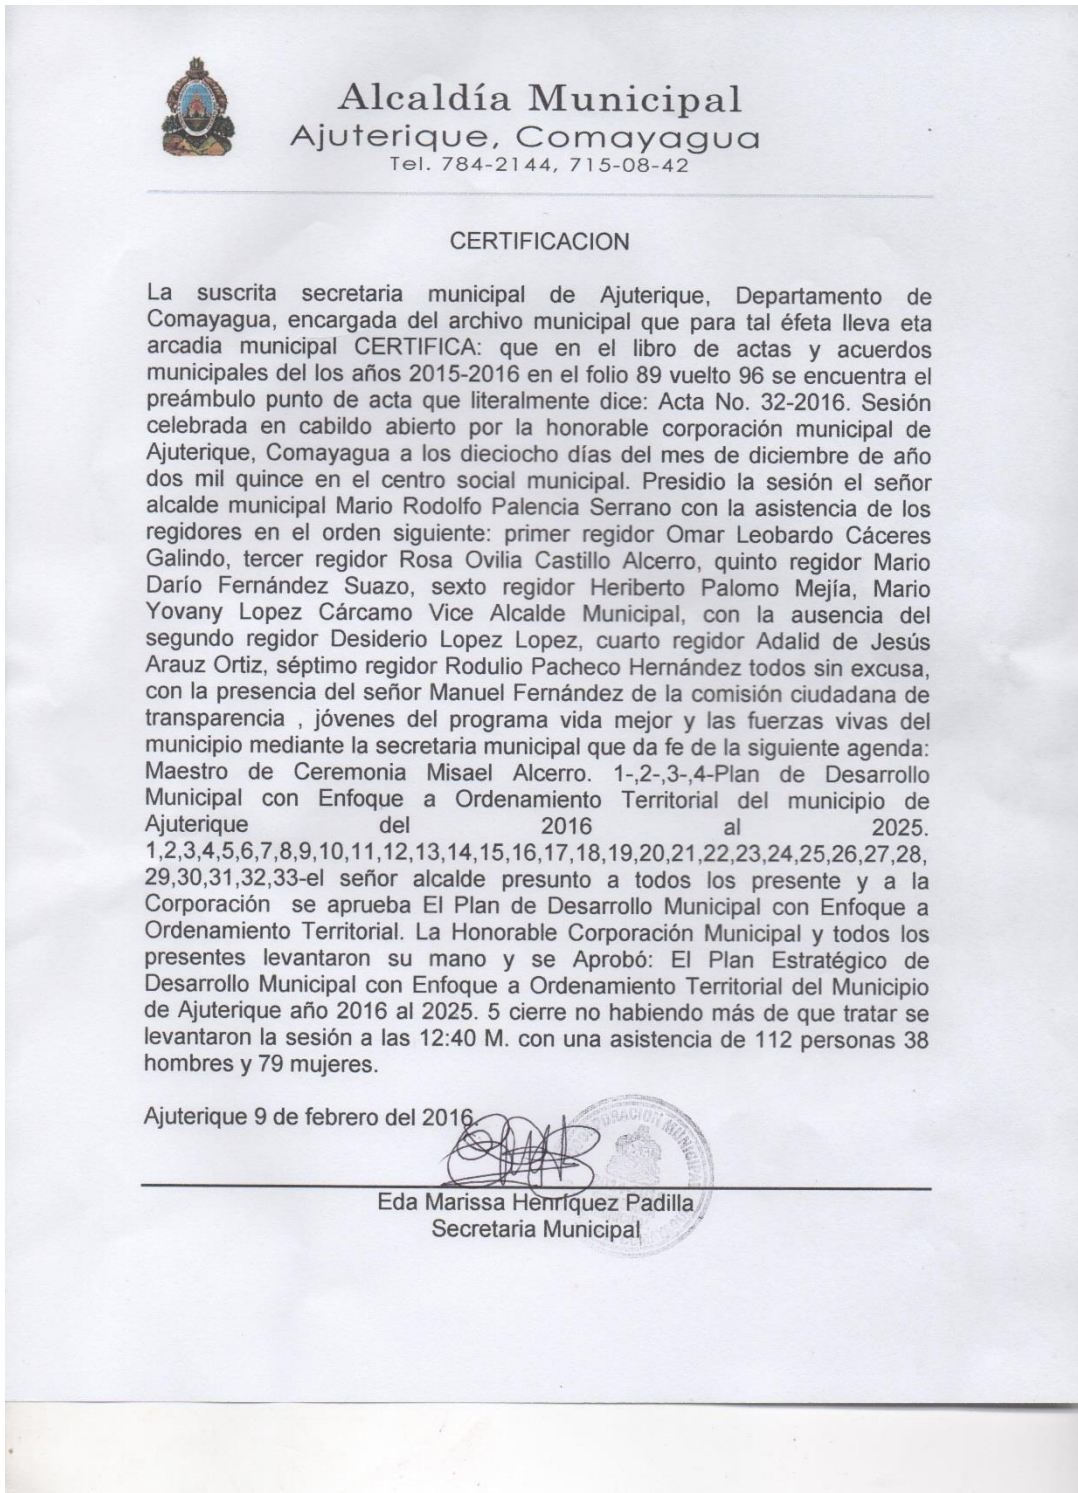 Alcaldía Municipal
Ajuterique, Comayagua
Tel. 784-2144, 715-08-42
CERTIFICACION
La suscrita secretaria municipal de Ajuterique, Departamento de
Comayagua, encargada del archivo municipal que para tal éfeta lleva eta
arcadia municipal CERTIFICA: que en el libro de actas y acuerdos
municipales del los años 2015-2016 en el folio 89 vuelto 96 se encuentra el
preámbulo punto de acta que literalmente dice: Acta No. 32-2016. Sesión
celebrada en cabildo abierto por la honorable corporación municipal de
Ajuterique, Comayagua a los dieciocho días del mes de diciembre de año
dos mil quince en el centro social municipal. Presidio la sesión el señor
alcalde municipal Mario Rodolfo Palencia Serrano con la asistencia de los
regidores en el orden siguiente: primer regidor Omar Leobardo Cáceres
Galindo, tercer regidor Rosa Ovilia Castillo Alcerro, quinto regidor Mario
Darío Fernández Suazo, sexto regidor Heriberto Palomo Mejía, Mario
Yovany Lopez Cárcamo Vice Alcalde Municipal, con la ausencia del
segundo regidor Desiderio Lopez Lopez, cuarto regidor Adalid de Jesús
Arauz Ortiz, séptimo regidor Rodulio Pacheco Hernández todos sin excusa,
con la presencia del señor Manuel Fernández de la comisión ciudadana de
transparencia , jóvenes del programa vida mejor y las fuerzas vivas del
municipio mediante la secretaria municipal que da fe de la siguiente agenda:
Maestro de Ceremonia Misael Alcerro. 1-,2-,3-,4-Plan de Desarrollo
Municipal con Enfoque a Ordenamiento Territorial del municipio de
Ajuterique del 2016 al 2025.
1,2,3,4,5,6,7,8,9,10,11,12,13,14,15,16,17,18,19,20,21,22,23,24,25,26,27,28,
29,30,31,32,33-el señor alcalde presunto a todos los presente y a la
Corporación se aprueba El Plan de Desarrollo Municipal con Enfoque a
Ordenamiento Territorial. La Honorable Corporación Municipal y todos los
presentes levantaron su mano y se Aprobó: El Plan Estratégico de
Desarrollo Municipal con Enfoque a Ordenamiento Territorial del Municipio
de Ajuterique año 2016 al 2025. 5 cierre no habiendo más de que tratar se
levantaron la sesión a las 12:40 M. con una asistencia de 112 personas 38
hombres y 79 mujeres.
Ajuterique 9 de febrero del 2016.
CORPORACION MUNICIPAL
Eda Marissa Henríquez Padilla
Secretaria Municipal